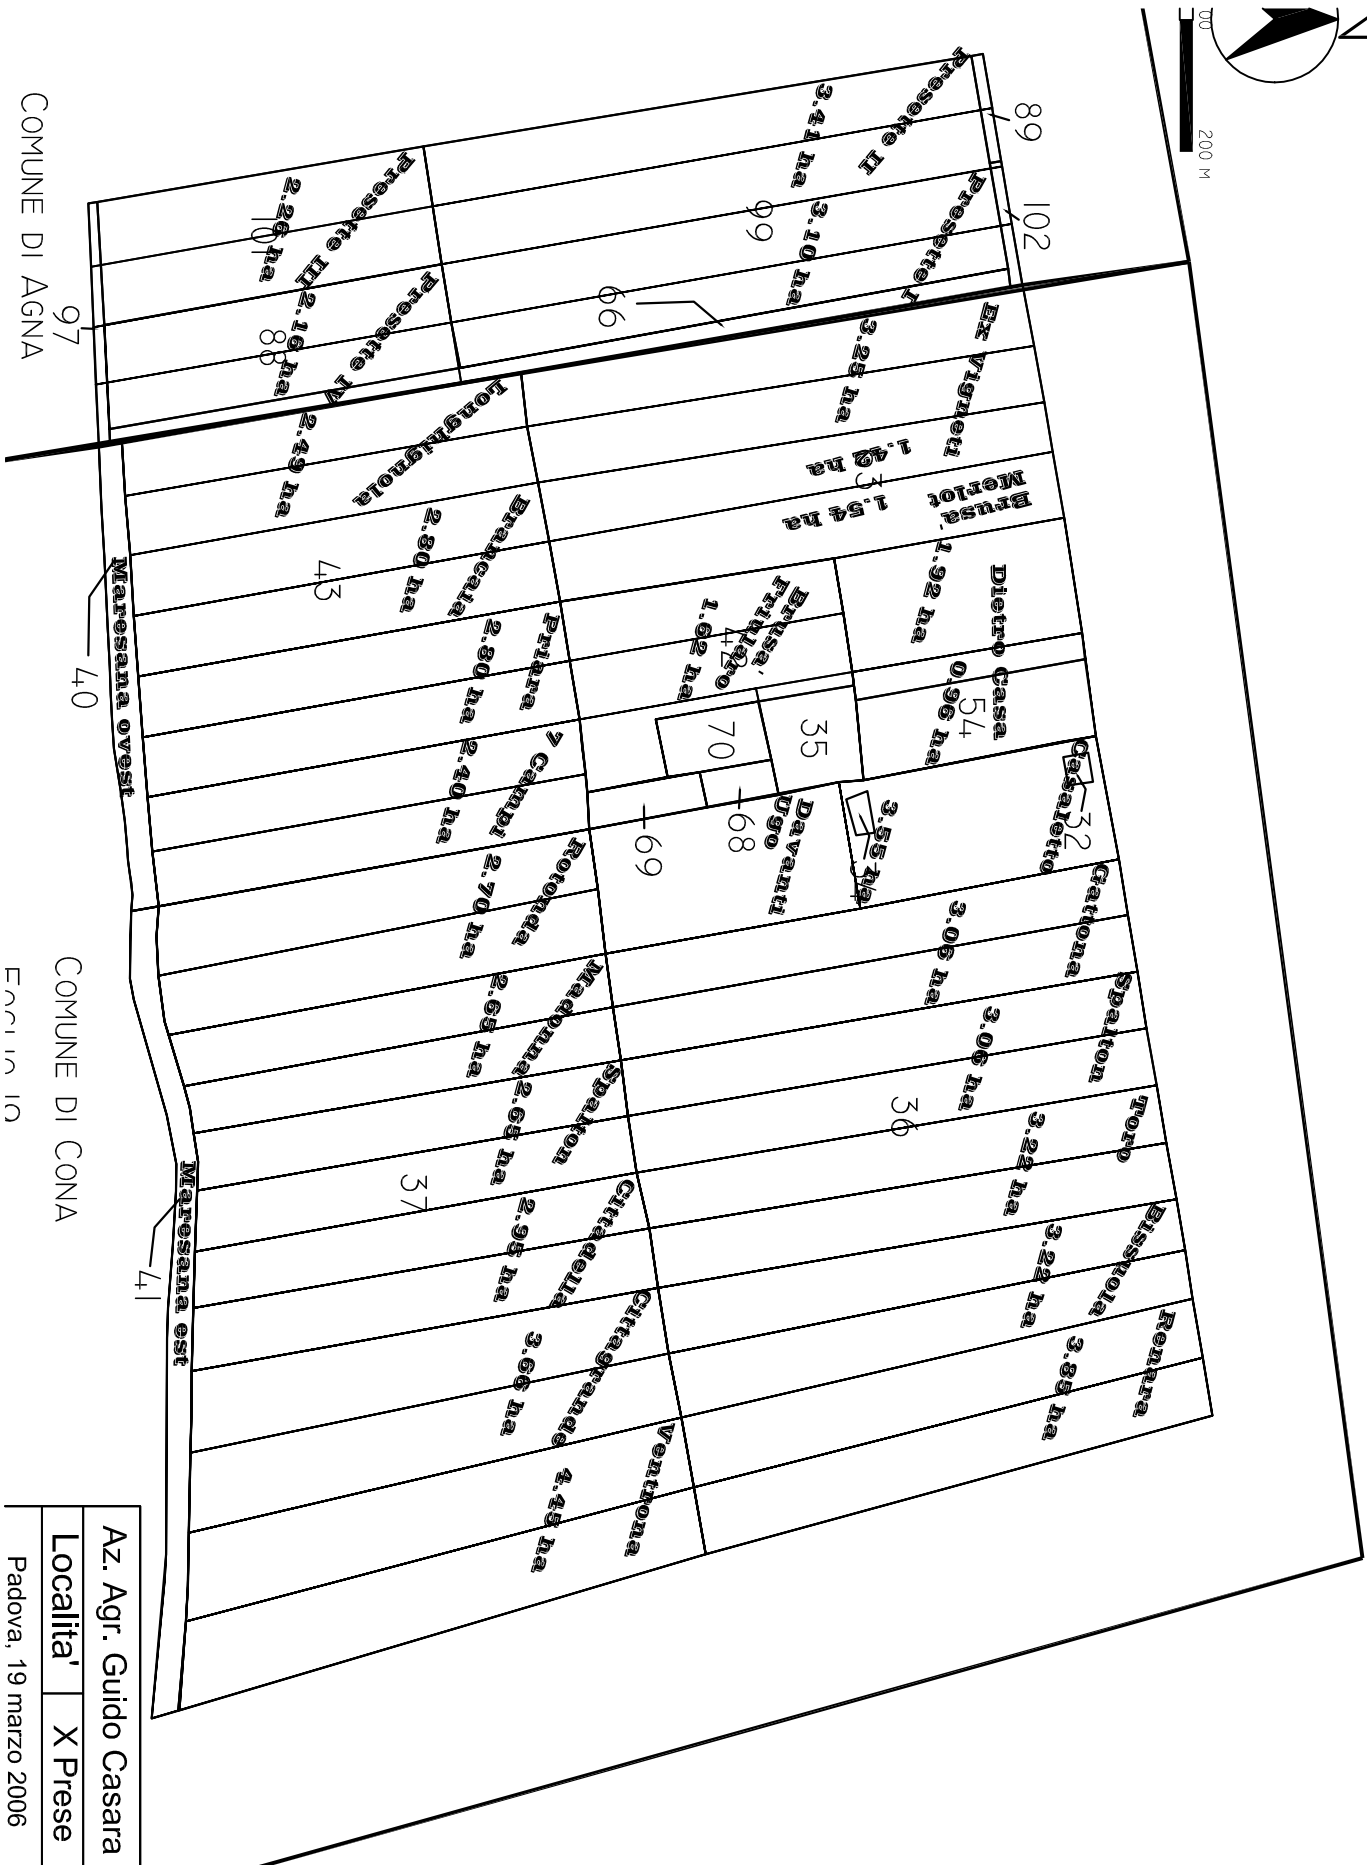 200 M
89
102
Presette II
3.41 ha
Presette I
3.10 ha
99
66
Presette III
2.26 ha
101
Presette IV
2.16 ha
88
97
COMUNE DI AGNA
Ex Vigneti
3.25 ha
1.42 ha
3
1.54 ha
Brusa
Merlot
Dietro Casa
1.92 ha
0.96 ha
54
Brusa'
Friularo
1.62 ha
42
35
70
68
69
Davanti
Ugo
3.55 ha
Casaletto
32
Gattona
3.06 ha
Spalton
3.06 ha
36
Toro
3.22 ha
Bissuola
3.22 ha
Renara
3.85 ha
Longhignola
2.49 ha
Brancaia
2.80 ha
43
Priara
2.80 ha
7 Campi
2.40 ha
Rotonda
2.70 ha
Madonna
2.65 ha
Spalton
2.65 ha
37
Cittadella
2.95 ha
Cittagrande
3.66 ha
Ventrona
4.45 ha
Maresana ovest
40
Maresana est
41
COMUNE DI CONA
Az. Agr. Guido Casara
Localita' X Prese
Padova, 19 marzo 2006